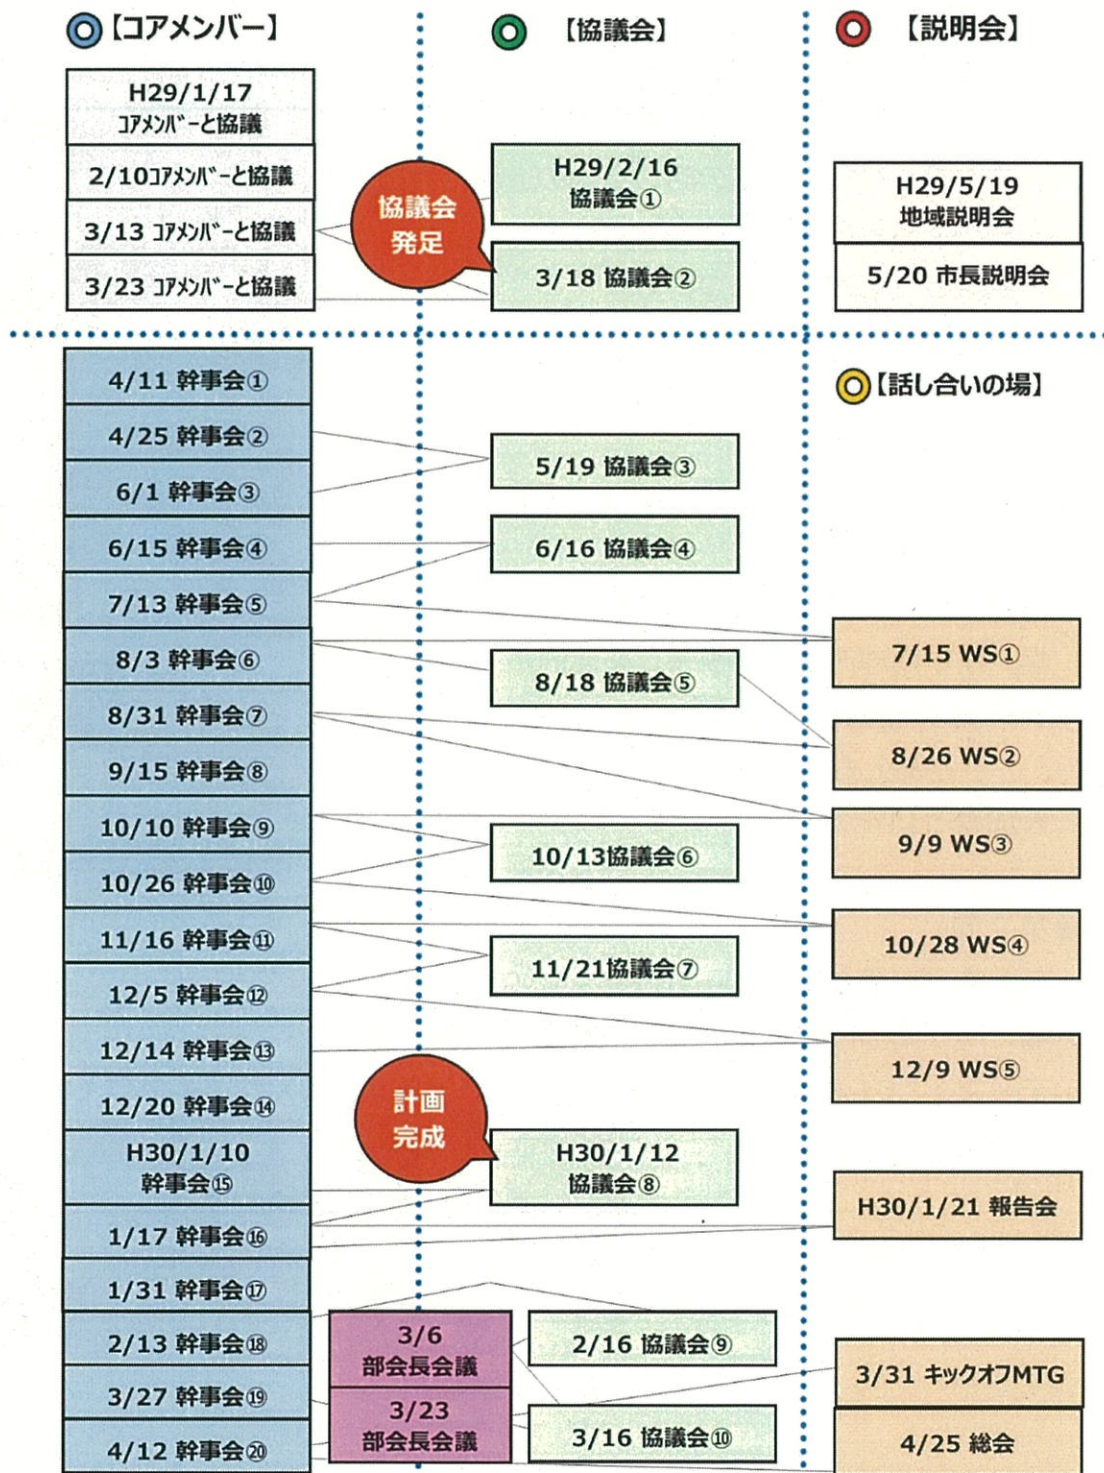 【コアメンバー】
H29/1/17
コアメンバーと協議
2/10コアメンバーと協議
3/13 コアメンバーと協議
3/23 コアメンバーと協議
【協議会】
協議会
発足
H29/2/16
協議会①
3/18 協議会②
【説明会】
H29/5/19
地域説明会
5/20 市長説明会
4/11 幹事会①
4/25 幹事会②
6/1 幹事会③
6/15 幹事会④
7/13 幹事会⑤
8/3 幹事会⑥
8/31 幹事会⑦
9/15 幹事会⑧
10/10 幹事会⑨
10/26 幹事会⑩
11/16 幹事会⑪
12/5 幹事会⑫
12/14 幹事会⑬
12/20 幹事会⑭
H30/1/10
幹事会⑮
1/17 幹事会⑯
1/31 幹事会⑰
2/13 幹事会⑱
3/27 幹事会⑲
4/12 幹事会⑳
5/19 協議会③
6/16 協議会④
8/18 協議会⑤
10/13協議会⑥
11/21協議会⑦
計画
完成
H30/1/12
協議会⑧
3/6
部会長会議
3/23
部会長会議
2/16 協議会⑨
3/16 協議会⑩
【話し合いの場】
7/15 WS①
8/26 WS②
9/9 WS③
10/28 WS④
12/9 WS⑤
H30/1/21 報告会
3/31 キックオフMTG
4/25 総会